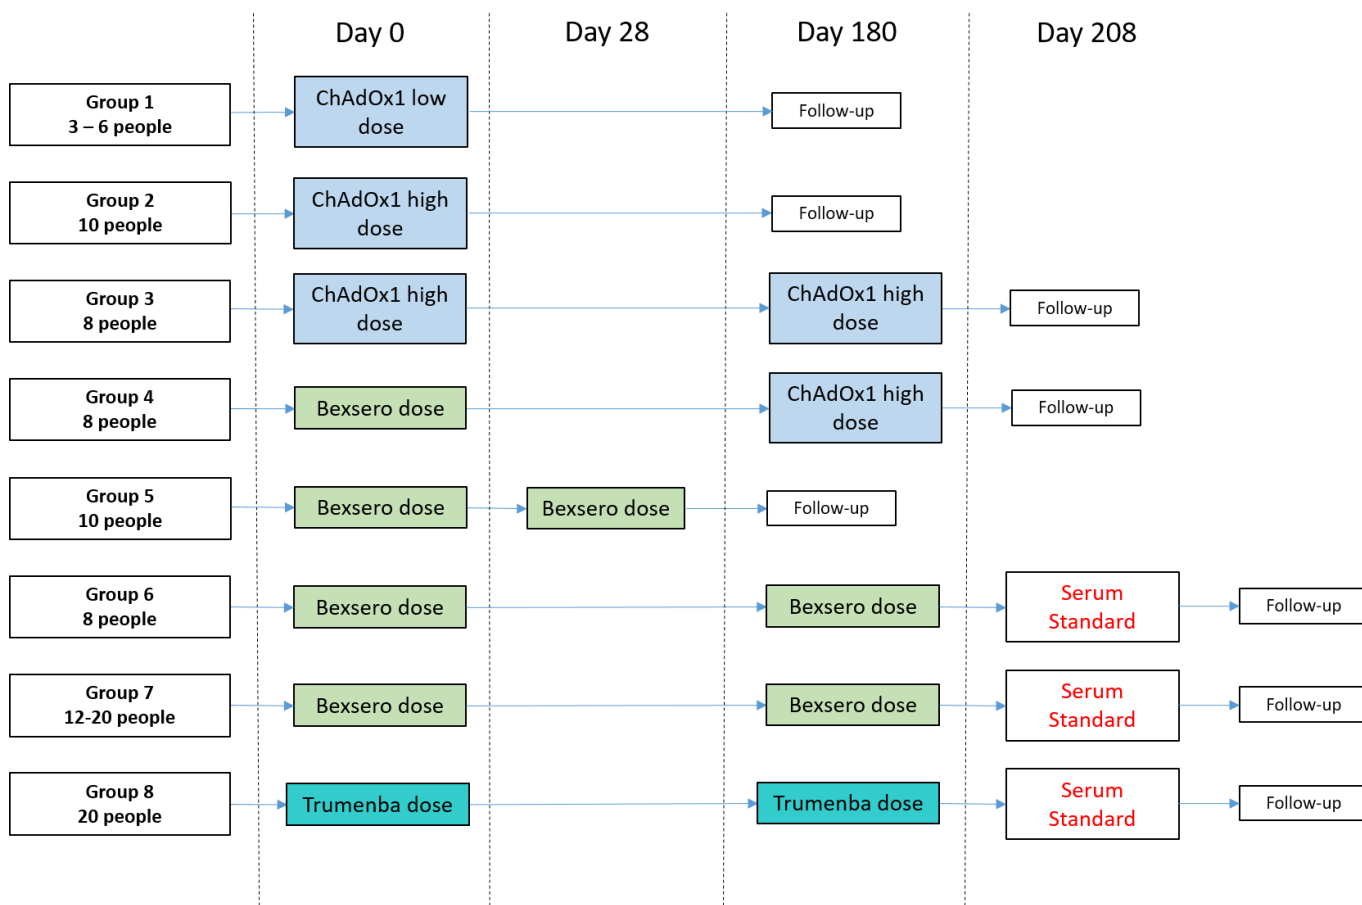 Day 0
Day 28
Day 180
Day 208
Group 1
3 – 6 people
ChAdOx1 low
dose
Follow-up
Group 2
10 people
ChAdOx1 high
dose
Follow-up
Group 3
8 people
ChAdOx1 high
dose
ChAdOx1 high
dose
Follow-up
Group 4
8 people
Bexsero dose
ChAdOx1 high
dose
Follow-up
Group 5
10 people
Bexsero dose
Bexsero dose
Follow-up
Group 6
8 people
Bexsero dose
Bexsero dose
Serum
Standard
Follow-up
Group 7
12-20 people
Bexsero dose
Bexsero dose
Serum
Standard
Follow-up
Group 8
20 people
Trumenba dose
Trumenba dose
Serum
Standard
Follow-up